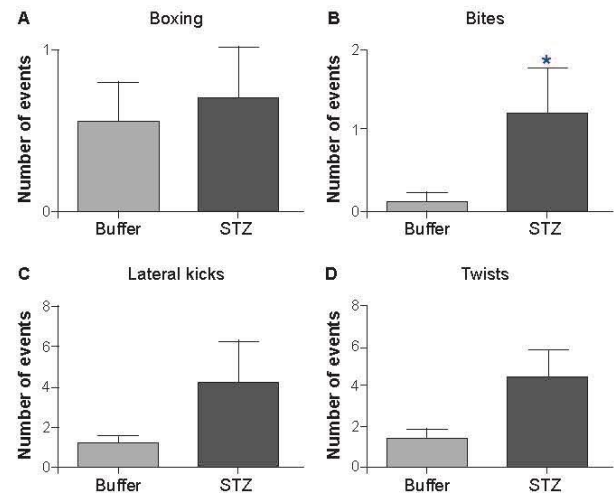 A Boxing
Number of events
1
0
Buffer STZ
B Bites
Number of events
2
1
0
*
Buffer STZ
C Lateral kicks
Number of events
8
6
4
2
0
Buffer STZ
D Twists
Number of events
8
6
4
2
0
Buffer STZ